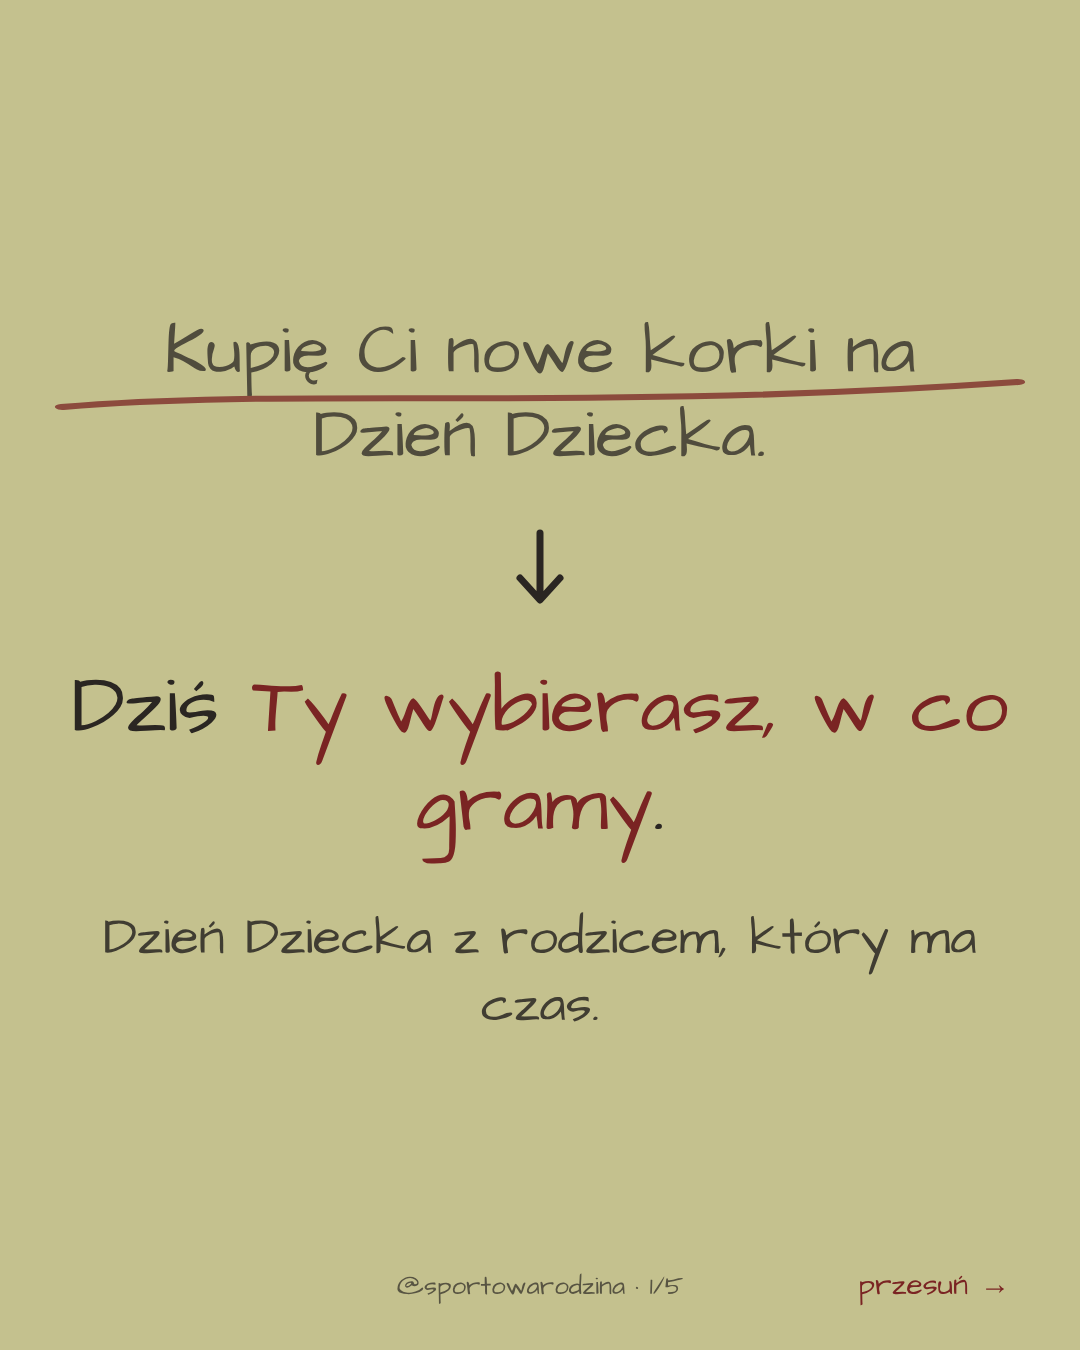 Kupię Ci nowe korki na
Dzień Dziecka.
↓
Dziś Ty wybierasz, w co
gramy.
Dzień Dziecka z rodzicem, który ma
czas.
@sportowarodzina · 1/5
przesuń →